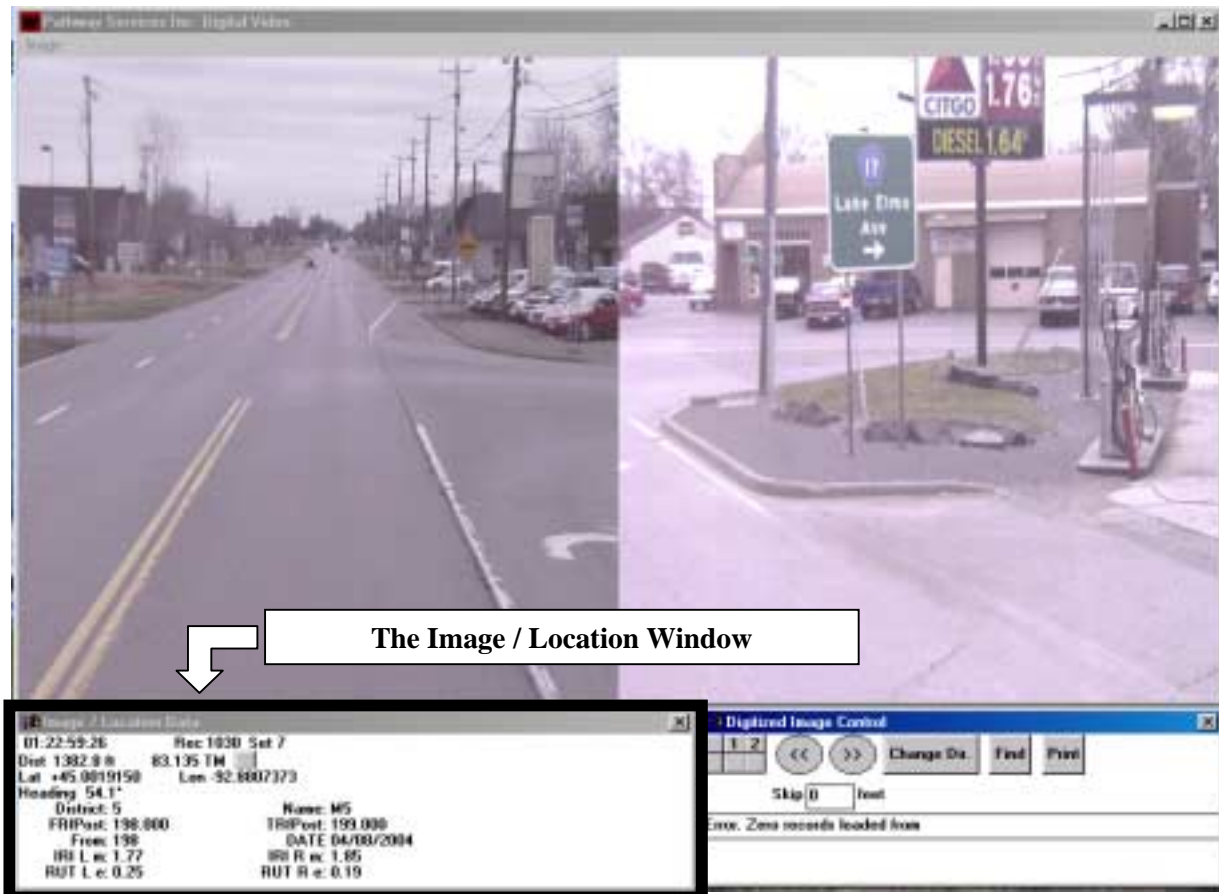 Pathway Services Inc. Digital Video
Image
CITGO
1.76
DIESEL 1.64
17
Lake Elmo
Ave
The Image / Location Window
Image / Location Data
01:22:59:26 Rec 1030 Set 7
Dist 1382.8 ft 83.135 TM
Lat +45.0019150 Lon -92.8807373
Heading 54.1°
District: 5 Name: M5
FRIPost: 198.000 TRIPost: 199.000
From: 198 DATE 04/08/2004
IRI L m: 1.77 IRI R m: 1.85
RUT L e: 0.25 RUT R e: 0.19
Digitized Image Control
1 2
<< >> Change Da.. Find Print
Skip 0 feet
Error. Zero records loaded from